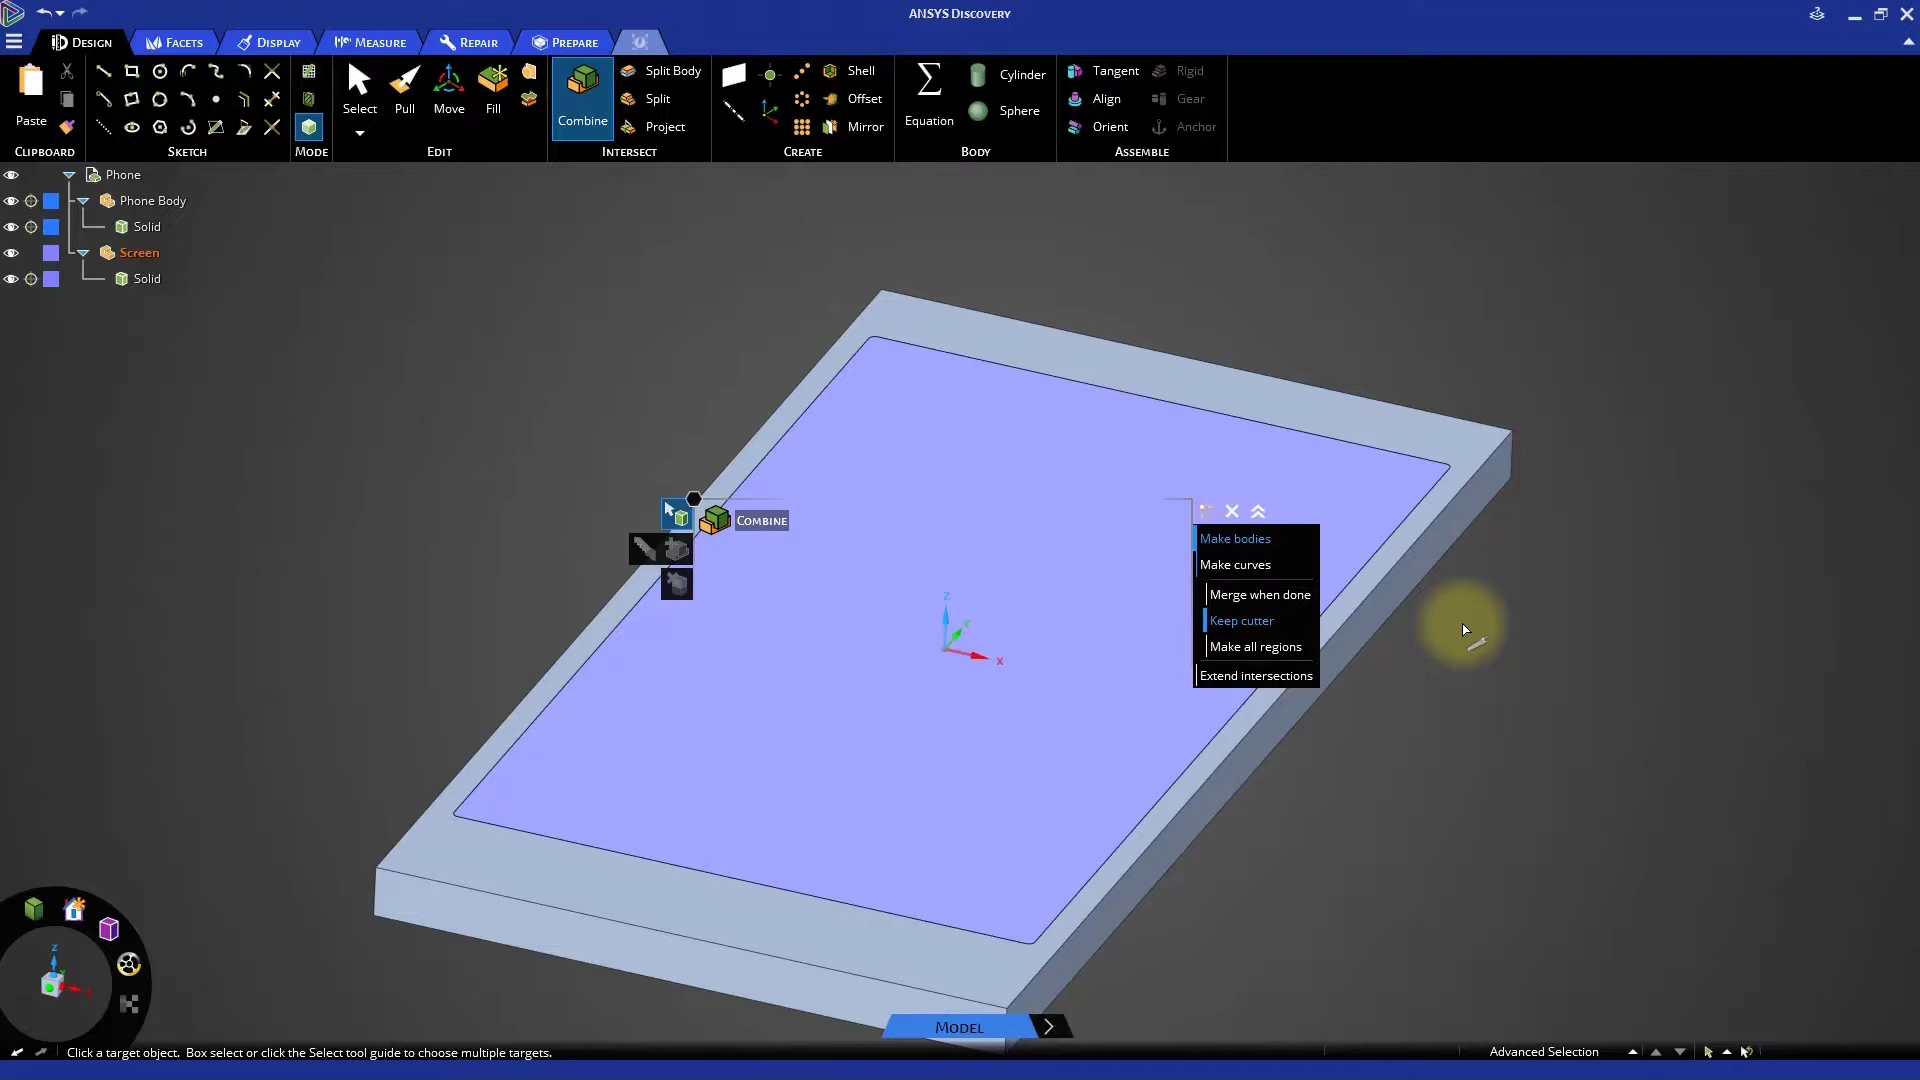 ANSYS Discovery
Design
Facets
Display
Measure
Repair
Prepare
Paste
Select
Pull
Move
Fill
Combine
Split Body
Split
Project
Shell
Offset
Mirror
Equation
Cylinder
Sphere
Tangent
Align
Orient
Rigid
Gear
Anchor
Clipboard
Sketch
Mode
Edit
Intersect
Create
Body
Assemble
Phone
Phone Body
Solid
Screen
Solid
Combine
Make bodies
Make curves
Merge when done
Keep cutter
Make all regions
Extend intersections
Z
Y
X
Z
Model
Click a target object. Box select or click the Select tool guide to choose multiple targets.
Advanced Selection